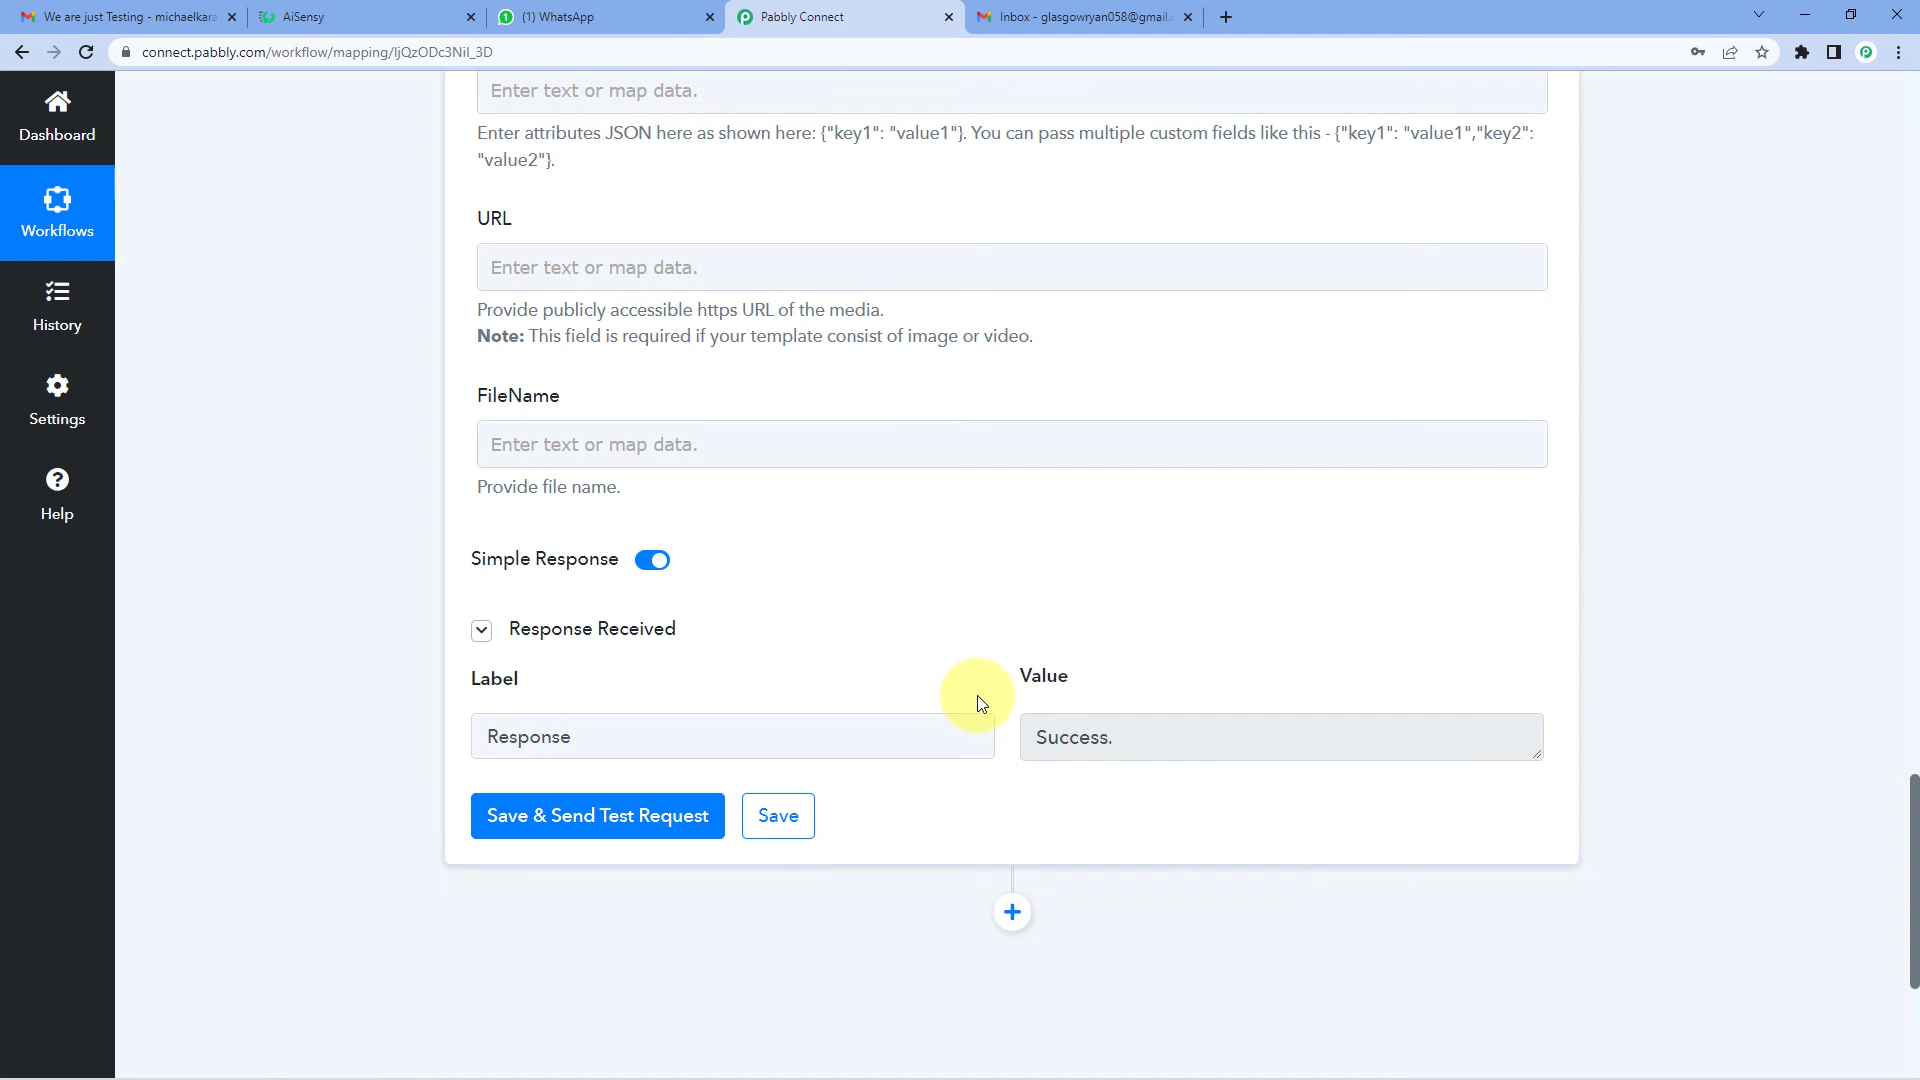 We are just Testing - michaelkara
AiSensy
(1) WhatsApp
Pabbly Connect
Inbox - glasgowryan058@gmail.c
connect.pabbly.com/workflow/mapping/IjQzODc3NiI_3D
Dashboard
Workflows
History
Settings
Help
Enter text or map data.
Enter attributes JSON here as shown here: {"key1": "value1"}. You can pass multiple custom fields like this - {"key1": "value1","key2":
"value2"}.
URL
Enter text or map data.
Provide publicly accessible https URL of the media.
Note: This field is required if your template consist of image or video.
FileName
Enter text or map data.
Provide file name.
Simple Response
Response Received
Label
Value
Response
Success.
Save & Send Test Request
Save